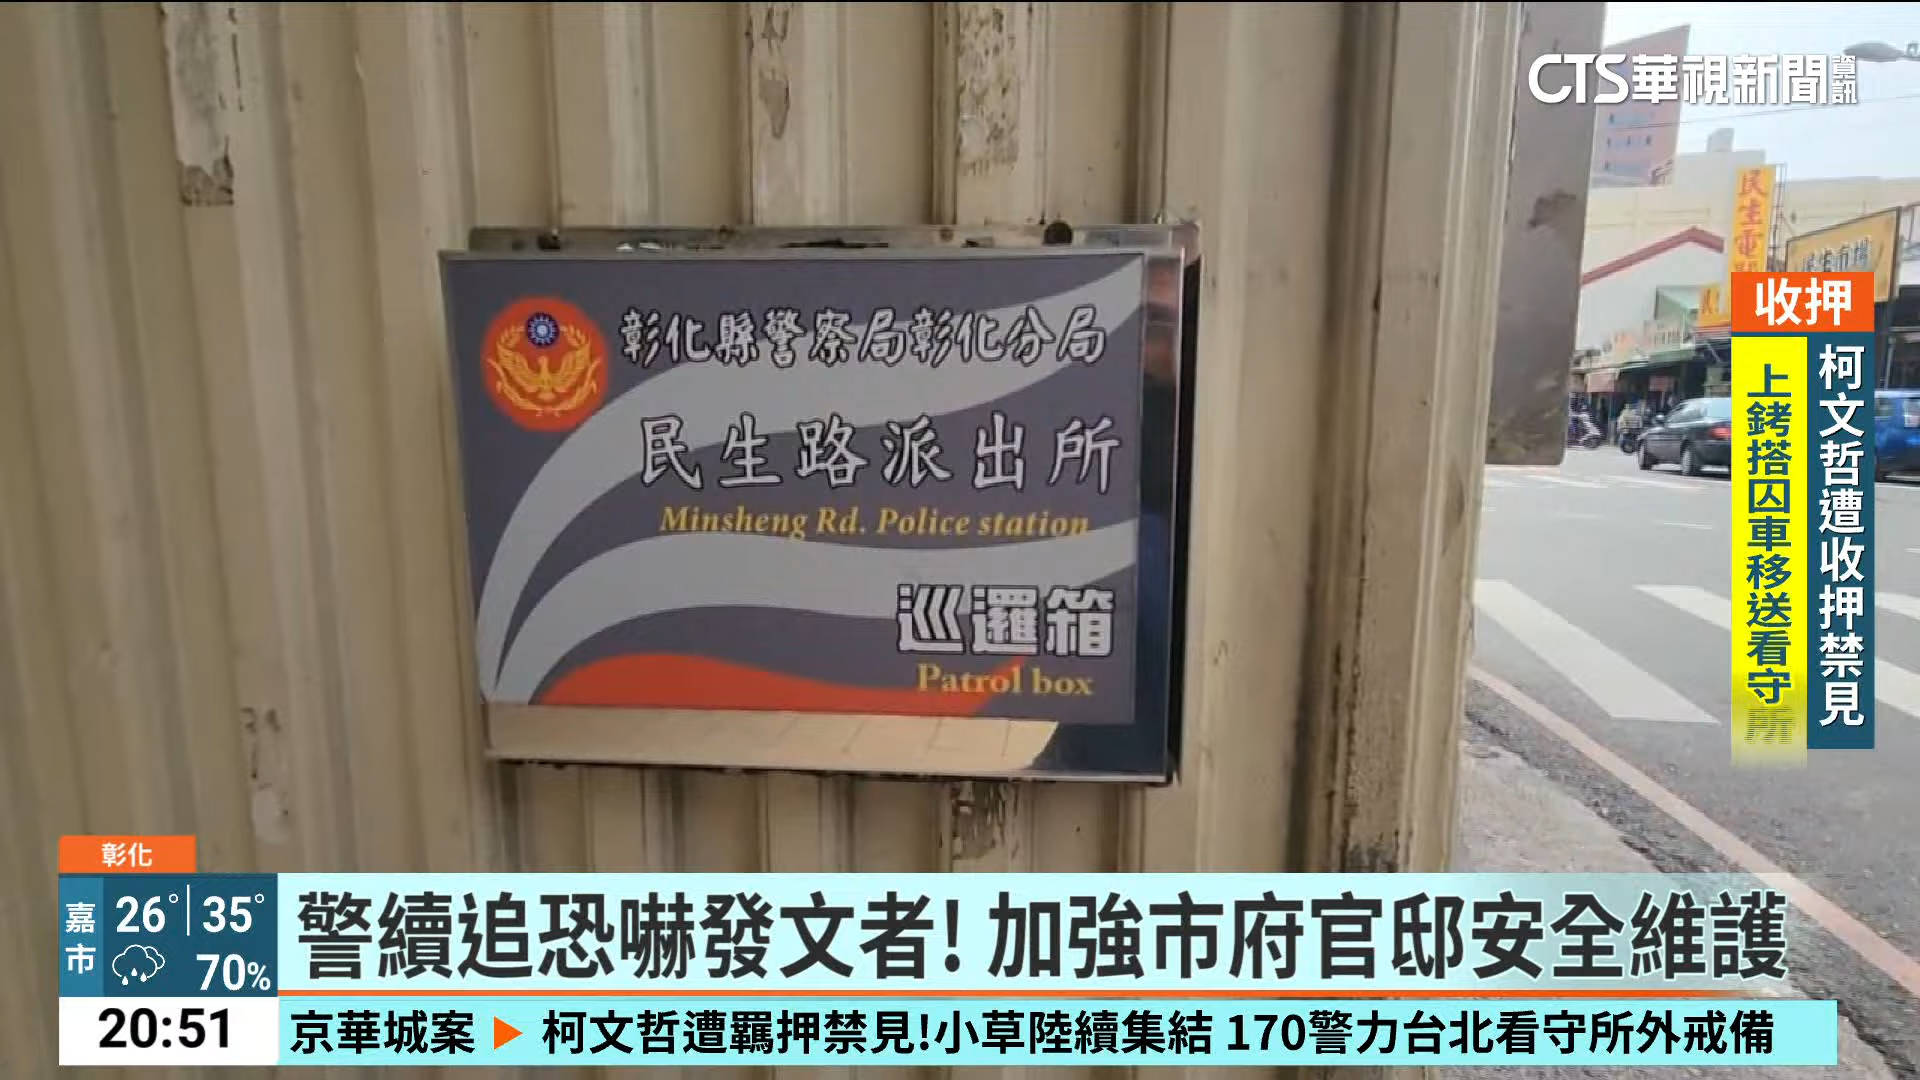 CTS華視新聞資訊
彰化縣警察局彰化分局
民生路派出所
Minsheng Rd. Police station
巡邏箱
Patrol box
收押
柯文哲遭收押禁見
上銬搭囚車移送看守所
彰化
嘉市
26° 35°
70%
警續追恐嚇發文者! 加強市府官邸安全維護
20:51
京華城案 ▶ 柯文哲遭羈押禁見!小草陸續集結 170警力台北看守所外戒備